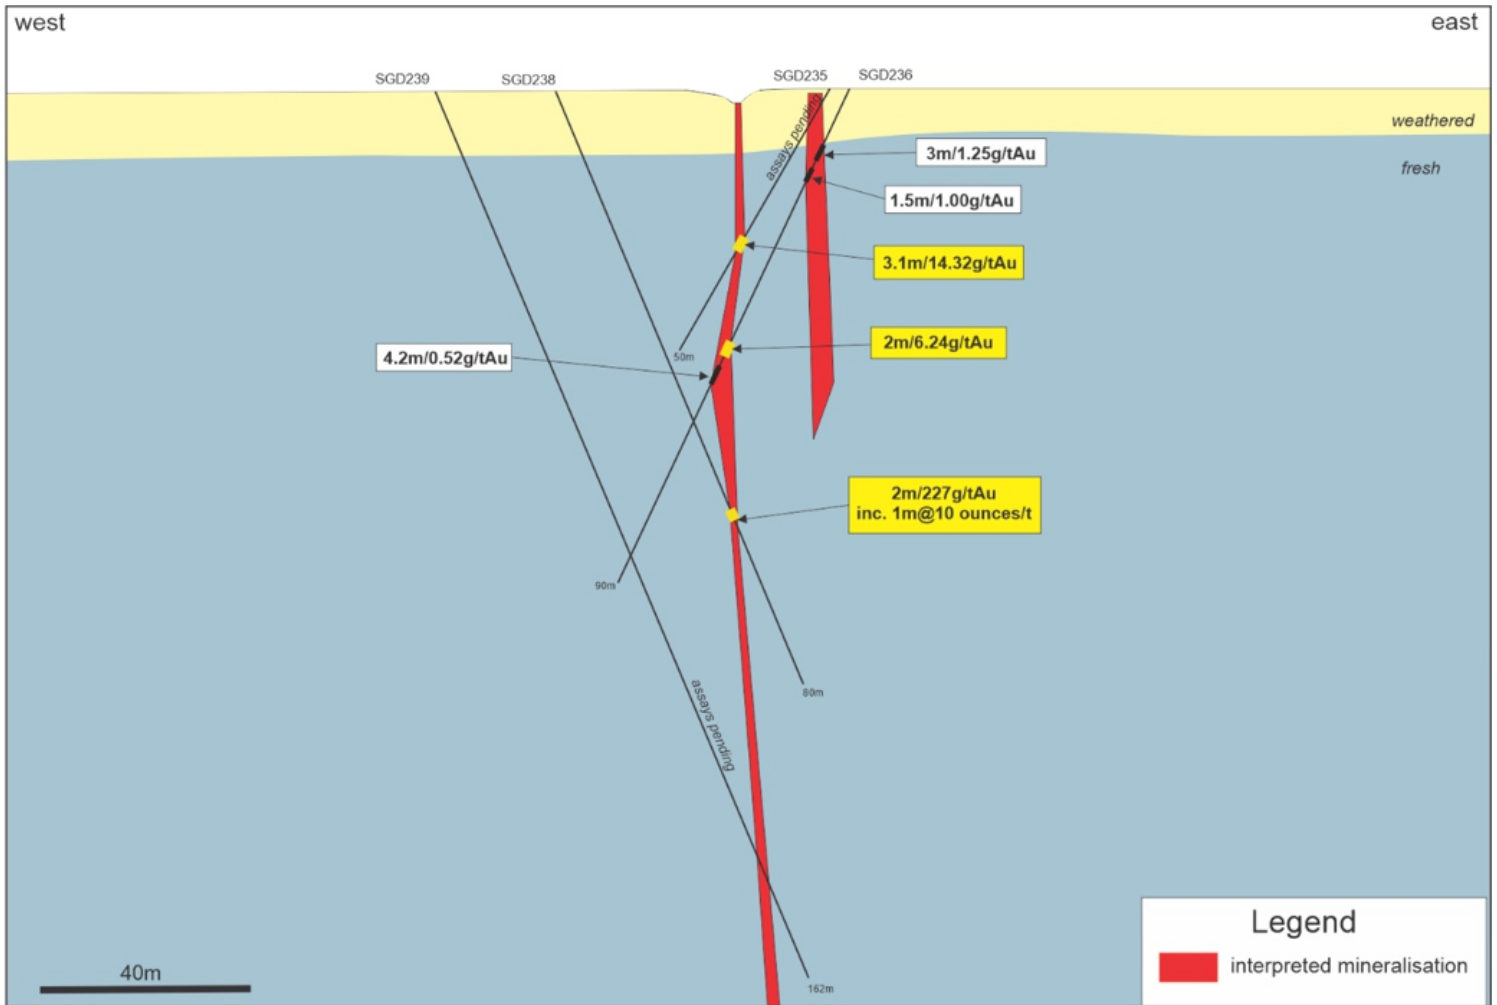 west
east
SGD239
SGD238
SGD235
SGD236
assays pending
weathered
3m/1.25g/tAu
fresh
1.5m/1.00g/tAu
3.1m/14.32g/tAu
2m/6.24g/tAu
4.2m/0.52g/tAu
50m
2m/227g/tAu
inc. 1m@10 ounces/t
90m
80m
assays pending
162m
40m
Legend
interpreted mineralisation